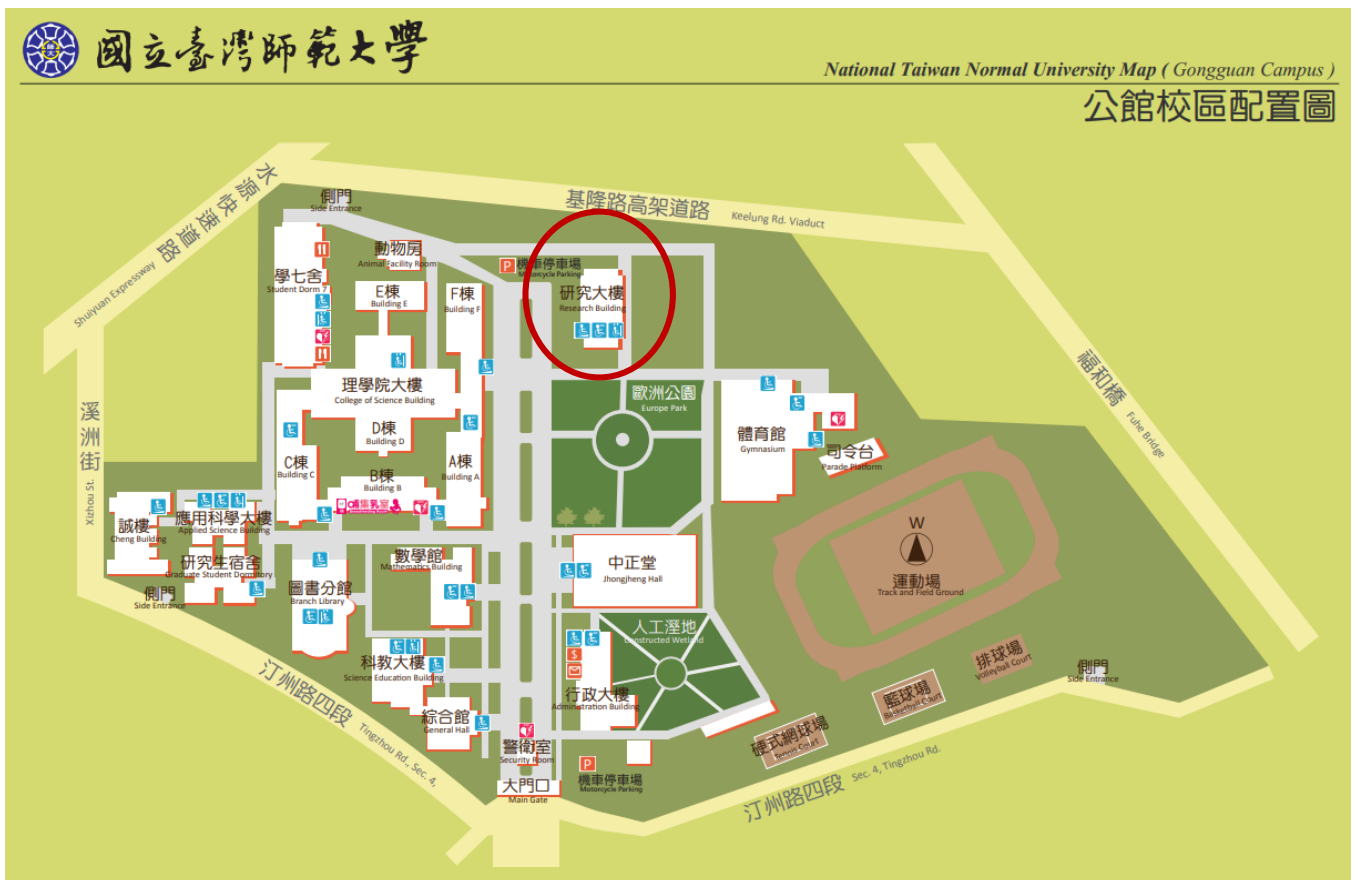 國立臺灣師範大學
National Taiwan Normal University Map ( Gongguan Campus )
公館校區配置圖
水源快速道路
Shuiyuan Expressway
側門
Side Entrance
基隆路高架道路
Keelung Rd. Viaduct
動物房
Animal Facility Room
P
機車停車場
Motorcycle Parking
學七舍
Student Dorm 7
E棟
Building E
F棟
Building F
研究大樓
Research Building
福和橋
Fuhe Bridge
理學院大樓
College of Science Building
歐洲公園
Europe Park
溪洲街
Xizhou St.
D棟
Building D
體育館
Gymnasium
司令台
Parade Platform
C棟
Building C
B棟
Building B
A棟
Building A
哺集乳室
誠樓
Cheng Building
應用科學大樓
Applied Science Building
W
研究生宿舍
Graduate Student Dormitory
數學館
Mathematics Building
中正堂
Jhongjheng Hall
運動場
Track and Field Ground
側門
Side Entrance
圖書分館
Branch Library
人工溼地
Constructed Wetland
$
科教大樓
Science Education Building
排球場
Volleyball Court
側門
Side Entrance
行政大樓
Administration Building
籃球場
Basketball Court
綜合館
General Hall
硬式網球場
Tennis Court
汀州路四段
Tingzhou Rd., Sec. 4,
警衛室
Security Room
P
機車停車場
Motorcycle Parking
大門口
Main Gate
汀州路四段
Sec. 4, Tingzhou Rd.